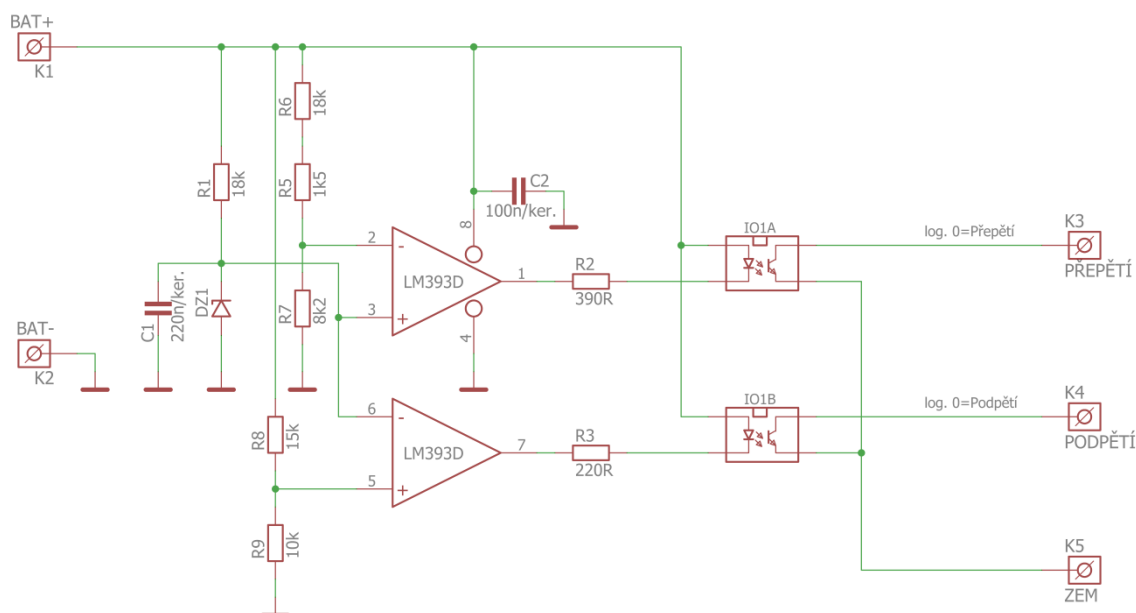 BAT+
K1
R6
18k
R1
18k
R5
1k5
C2
100n/ker.
8
2
-
LM393D
1
3
+
4
R2
390R
IO1A
log. 0=Přepětí
K3
PŘEPĚTÍ
C1
220n/ker.
DZ1
R7
8k2
BAT-
K2
6
-
LM393D
7
5
+
R3
220R
IO1B
log. 0=Podpětí
K4
PODPĚTÍ
R8
15k
R9
10k
K5
ZEM